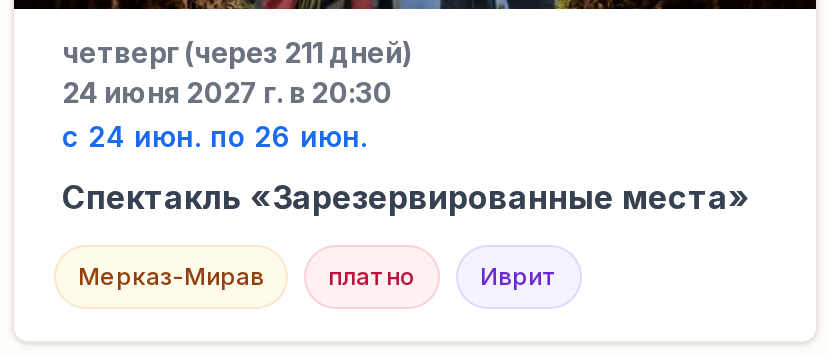 четверг (через 211 дней)
24 июня 2027 г. в 20:30
с 24 июн. по 26 июн.
Спектакль «Зарезервированные места»
Мерказ-Мирав
платно
Иврит